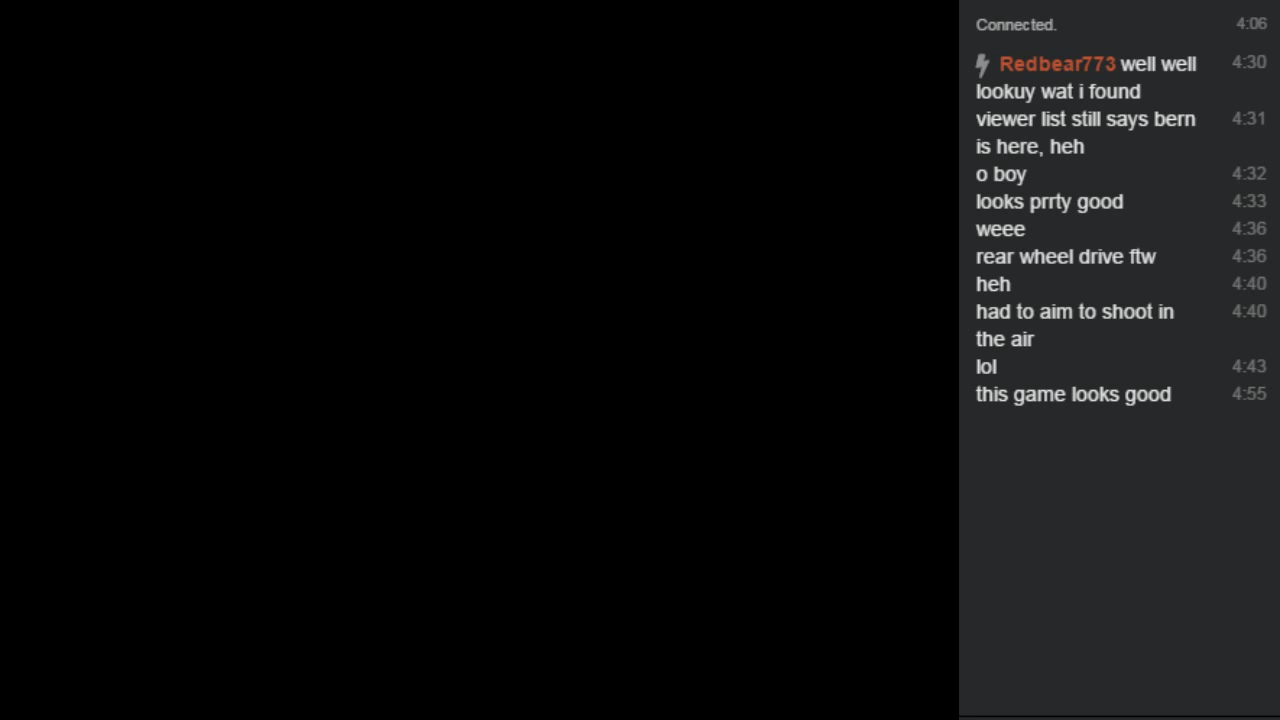 Connected. 4:06
Redbear773 well well 4:30
lookuy wat i found
viewer list still says bern 4:31
is here, heh
o boy 4:32
looks prrty good 4:33
weee 4:36
rear wheel drive ftw 4:36
heh 4:40
had to aim to shoot in 4:40
the air
lol 4:43
this game looks good 4:55